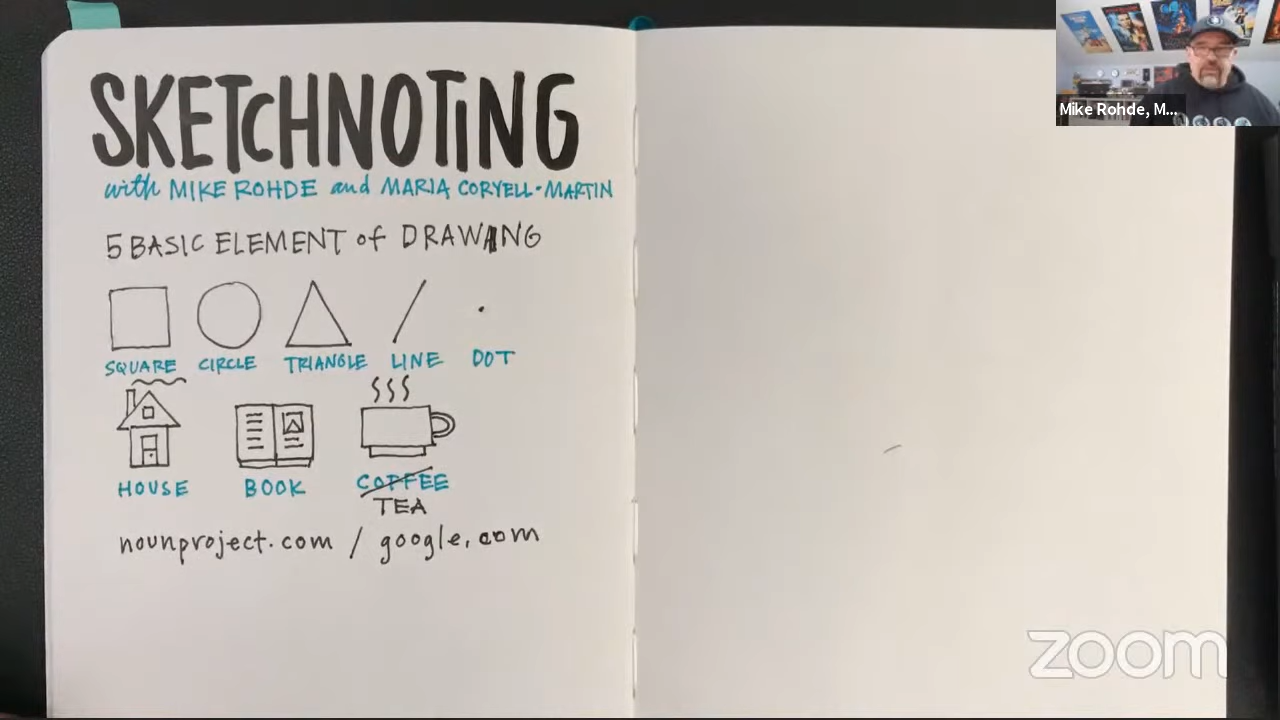 SKETCHNOTING
with MIKE ROHDE and MARIA CORYELL-MARTIN
5 BASIC ELEMENT of DRAWING
SQUARE CIRCLE TRIANGLE LINE DOT
HOUSE BOOK COFFEE
TEA
nounproject.com / google.com
Mike Rohde, M...
zoom